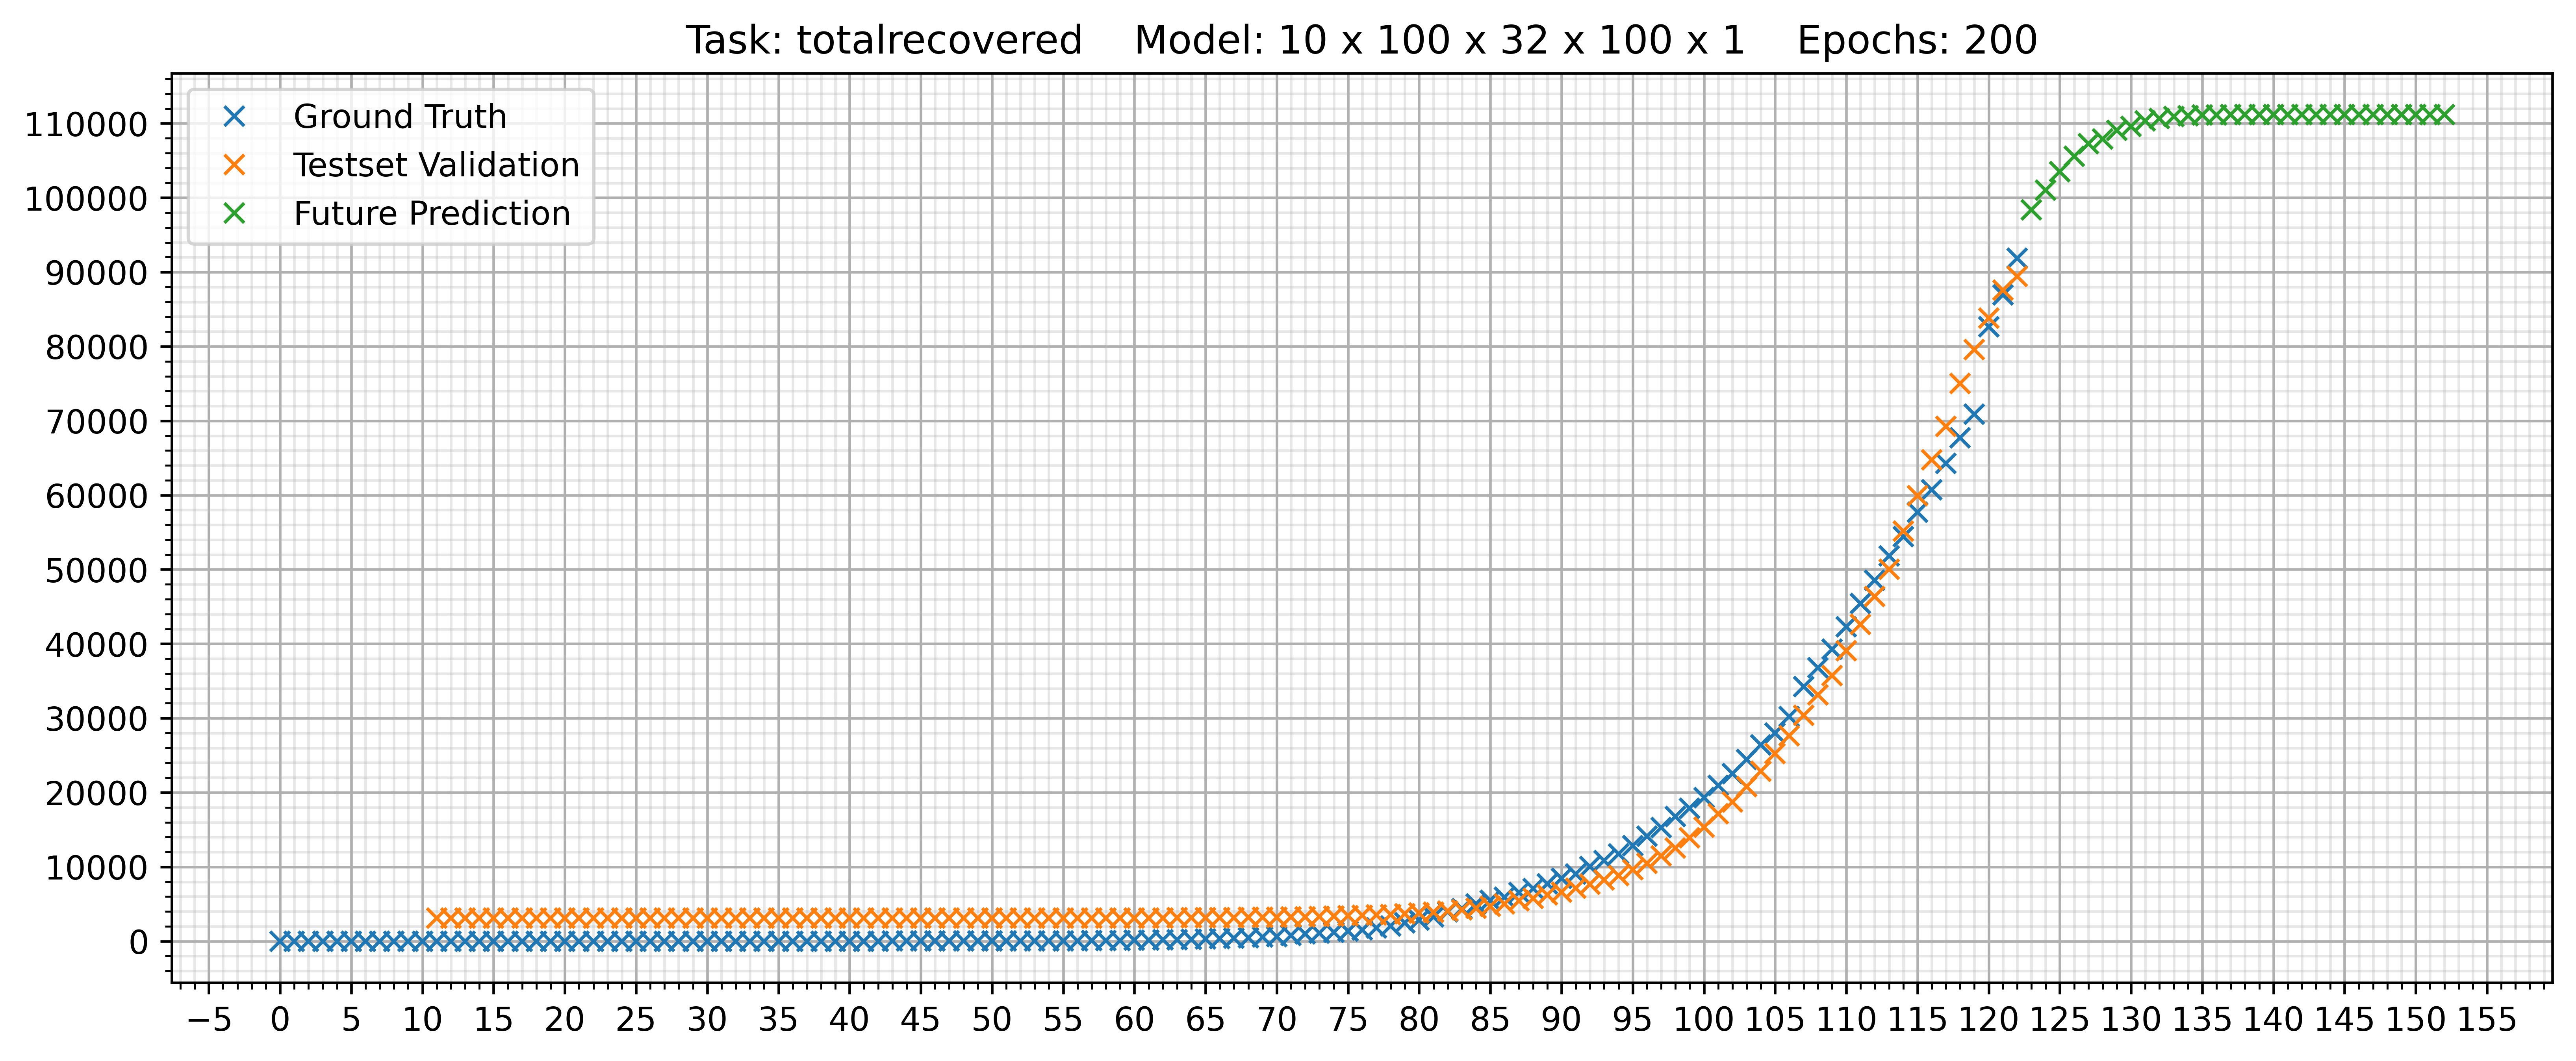 Task: totalrecovered    Model: 10 x 100 x 32 x 100 x 1    Epochs: 200
Ground Truth
Testset Validation
Future Prediction
110000
100000
90000
80000
70000
60000
50000
40000
30000
20000
10000
0
−5 0 5 10 15 20 25 30 35 40 45 50 55 60 65 70 75 80 85 90 95 100 105 110 115 120 125 130 135 140 145 150 155